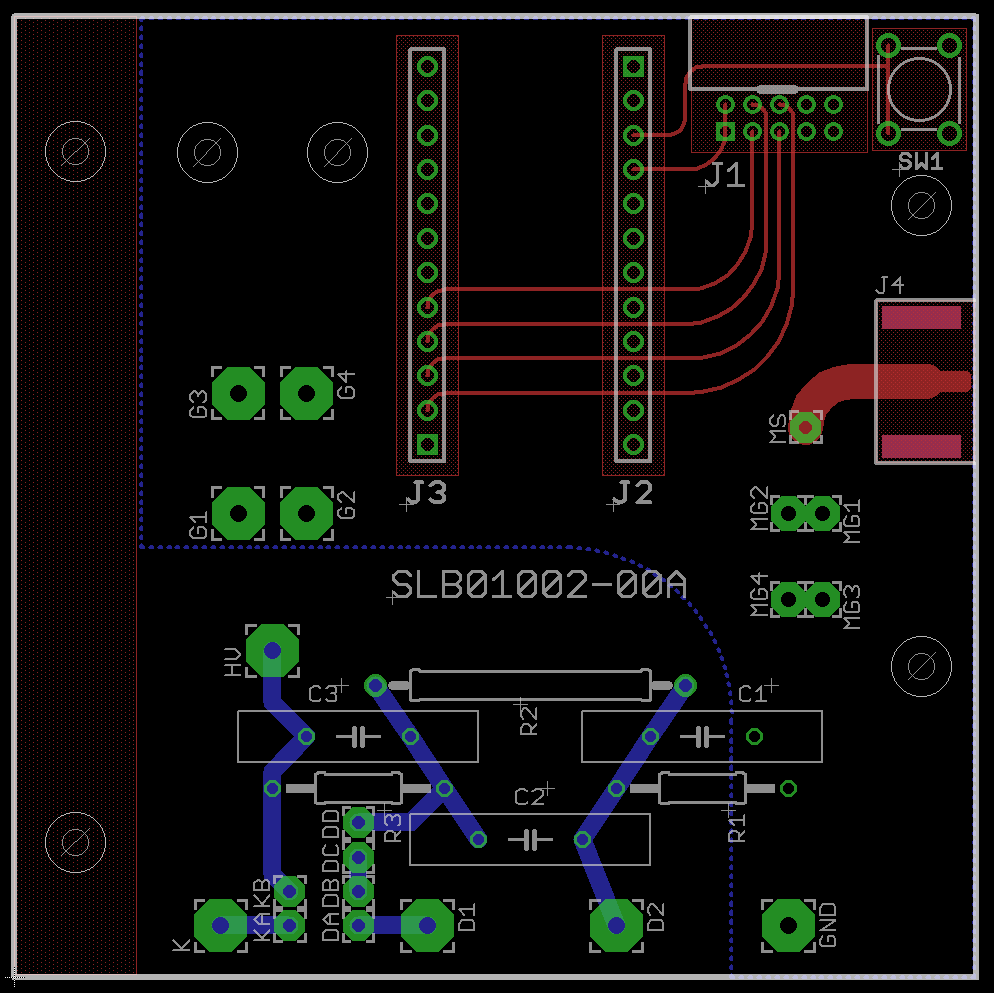 J1
SW1
J4
G3
G4
MS
J3
J2
G1
G2
MG2
MG1
SLB01002-00A
MG4
MG3
HV
C3
R2
C1
C2
R3
R1
DD
DC
KB
DB
KA
DA
K
D1
D2
GND